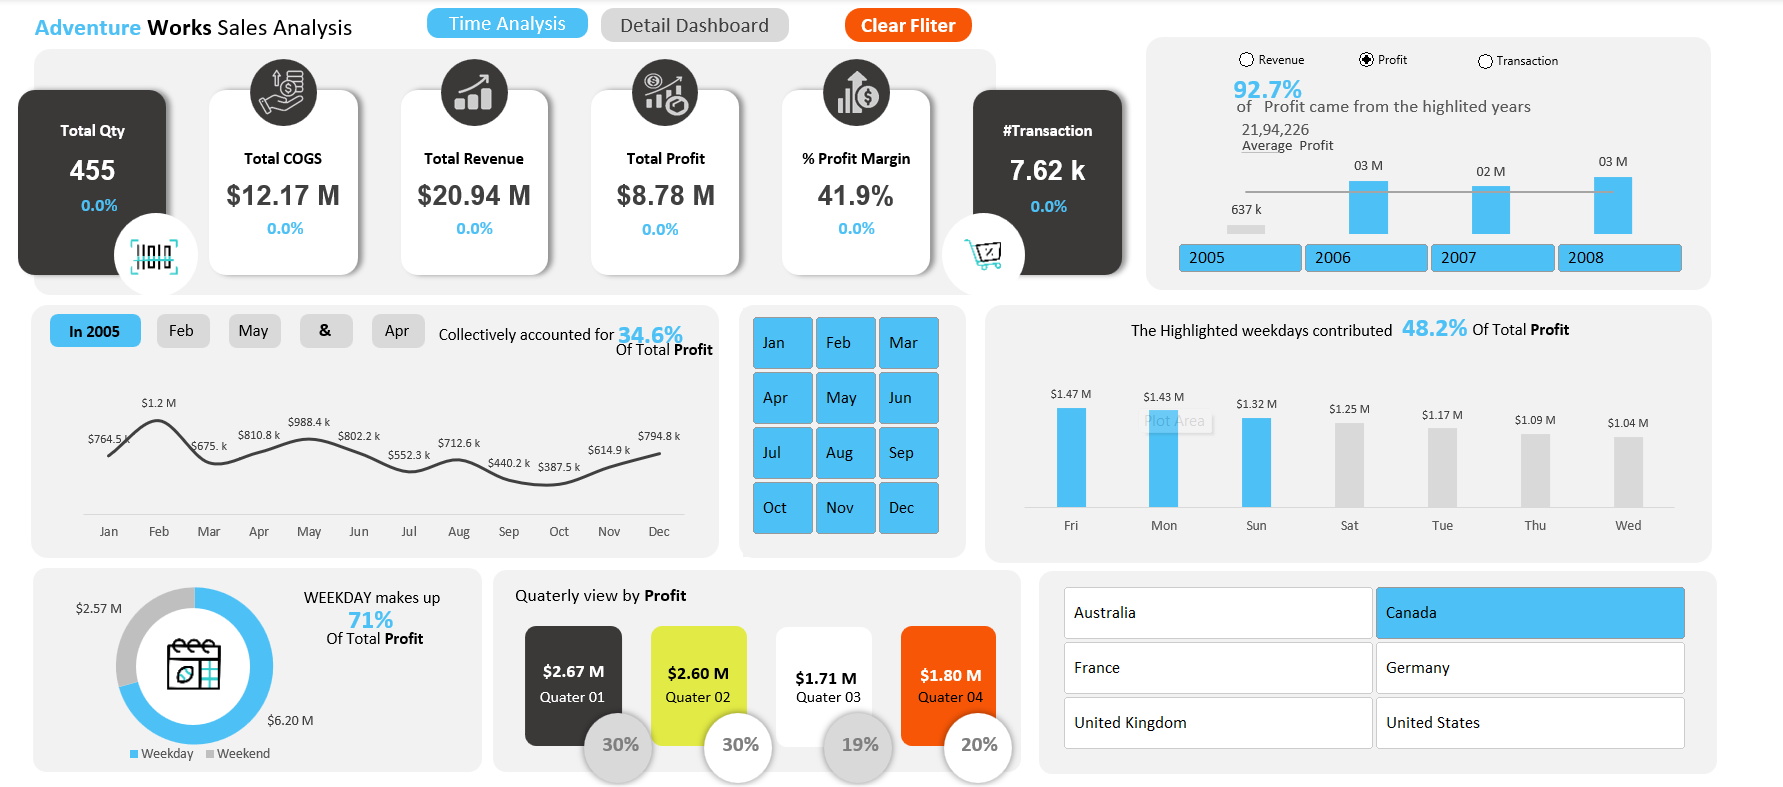 Adventure Works Sales Analysis
Time Analysis
Detail Dashboard
Clear Fliter
Total Qty
455
0.0%
Total COGS
$12.17 M
0.0%
Total Revenue
$20.94 M
0.0%
Total Profit
$8.78 M
0.0%
% Profit Margin
41.9%
0.0%
#Transaction
7.62 k
0.0%
Revenue
Profit
Transaction
92.7%
of Profit came from the highlited years
21,94,226
Average Profit
637 k
03 M
02 M
03 M
2005
2006
2007
2008
In 2005
Feb
May
&
Apr
Collectively accounted for 34.6%
Of Total Profit
$764.5 k
$1.2 M
$675. k
$810.8 k
$988.4 k
$802.2 k
$552.3 k
$712.6 k
$440.2 k
$387.5 k
$614.9 k
$794.8 k
Jan
Feb
Mar
Apr
May
Jun
Jul
Aug
Sep
Oct
Nov
Dec
Jan
Feb
Mar
Apr
May
Jun
Jul
Aug
Sep
Oct
Nov
Dec
The Highlighted weekdays contributed 48.2% Of Total Profit
$1.47 M
$1.43 M
$1.32 M
$1.25 M
$1.17 M
$1.09 M
$1.04 M
Plot Area
Fri
Mon
Sun
Sat
Tue
Thu
Wed
$2.57 M
$6.20 M
Weekday
Weekend
WEEKDAY makes up
71%
Of Total Profit
Quaterly view by Profit
$2.67 M
Quater 01
30%
$2.60 M
Quater 02
30%
$1.71 M
Quater 03
19%
$1.80 M
Quater 04
20%
Australia
Canada
France
Germany
United Kingdom
United States